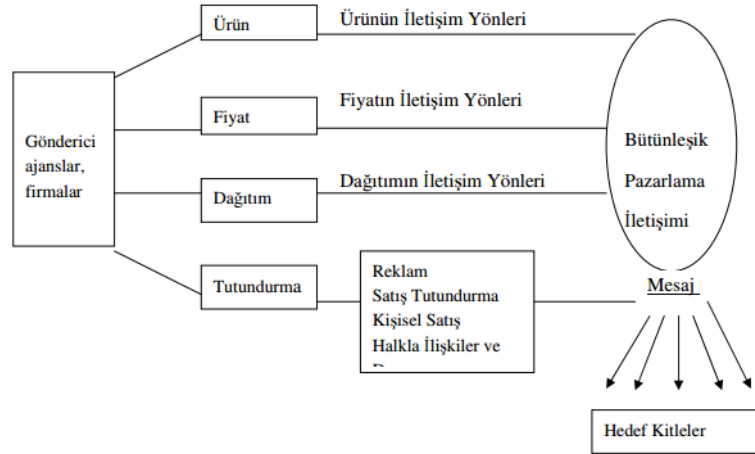 Gönderici
ajanslar,
firmalar
Ürün
Ürünün İletişim Yönleri
Fiyat
Fiyatın İletişim Yönleri
Dağıtım
Dağıtımın İletişim Yönleri
Tutundurma
Reklam
Satış Tutundurma
Kişisel Satış
Halkla İlişkiler ve
Bütünleşik
Pazarlama
İletişimi
Mesaj
Hedef Kitleler